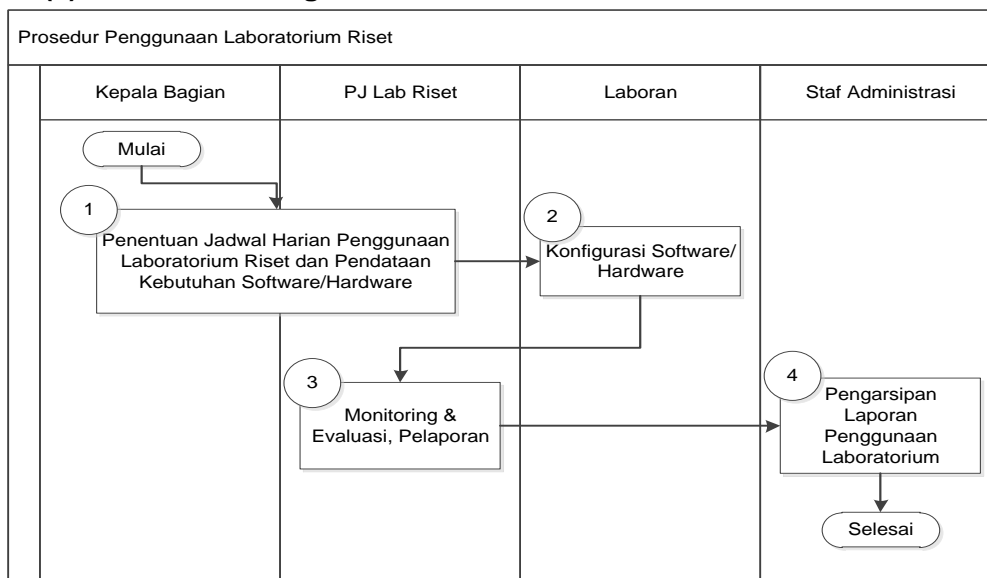 Prosedur Penggunaan Laboratorium Riset
Kepala Bagian
PJ Lab Riset
Laboran
Staf Administrasi
Mulai
1
Penentuan Jadwal Harian Penggunaan
Laboratorium Riset dan Pendataan
Kebutuhan Software/Hardware
2
Konfigurasi Software/
Hardware
3
Monitoring &
Evaluasi, Pelaporan
4
Pengarsipan
Laporan
Penggunaan
Laboratorium
Selesai